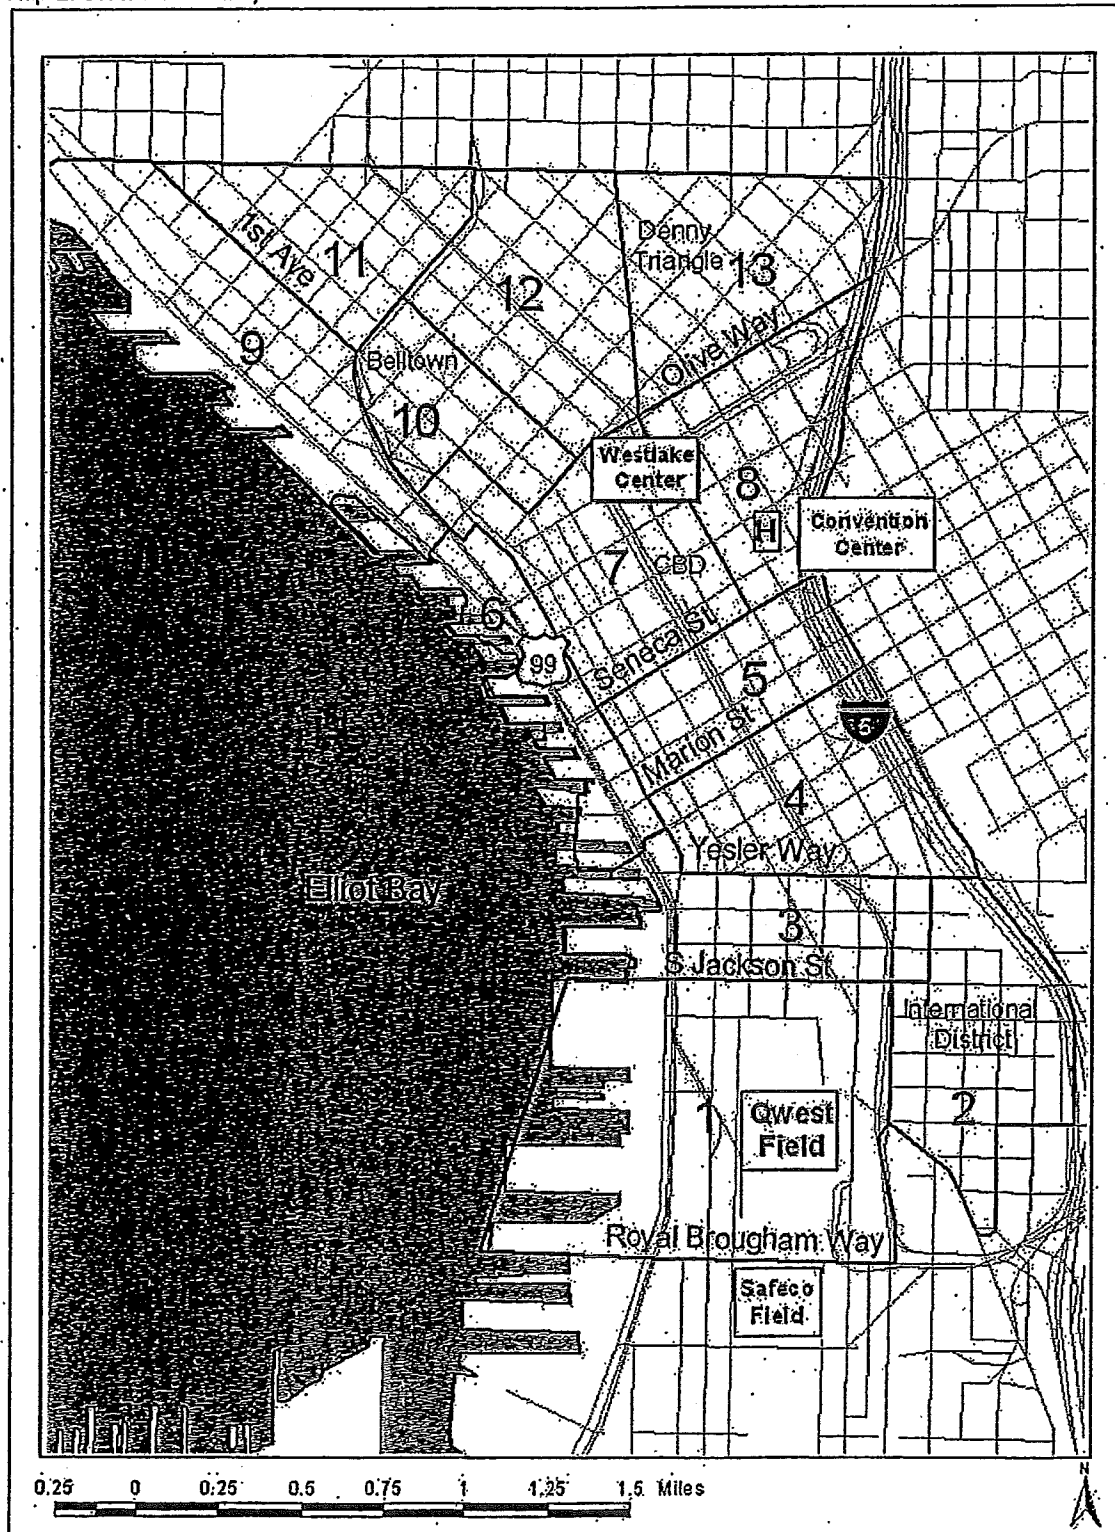 1st Ave
11
Denny
Triangle
13
12
9
Belltown
Olive Way
10
Westlake
Center
8
H
Convention
Center
7
CBD
6
99
Seneca St
5
Marion St
5
4
Yesler Way
Elliot Bay
3
S Jackson St
International
District
1
Qwest
Field
2
Royal Brougham Way
Safeco
Field
0.25 0 0.25 0.5 0.75 1 1.25 1.5 Miles
N